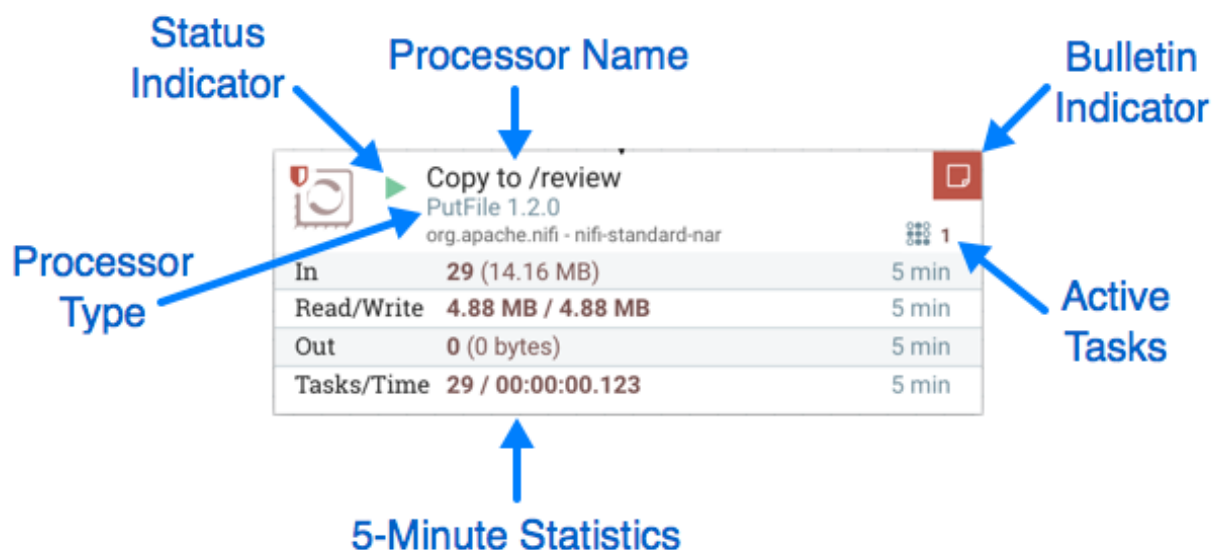 Status
Indicator
Processor Name
Bulletin
Indicator
Copy to /review
PutFile 1.2.0
org.apache.nifi - nifi-standard-nar
1
Processor
Type
In 29 (14.16 MB) 5 min
Read/Write 4.88 MB / 4.88 MB 5 min
Out 0 (0 bytes) 5 min
Tasks/Time 29 / 00:00:00.123 5 min
Active
Tasks
5-Minute Statistics